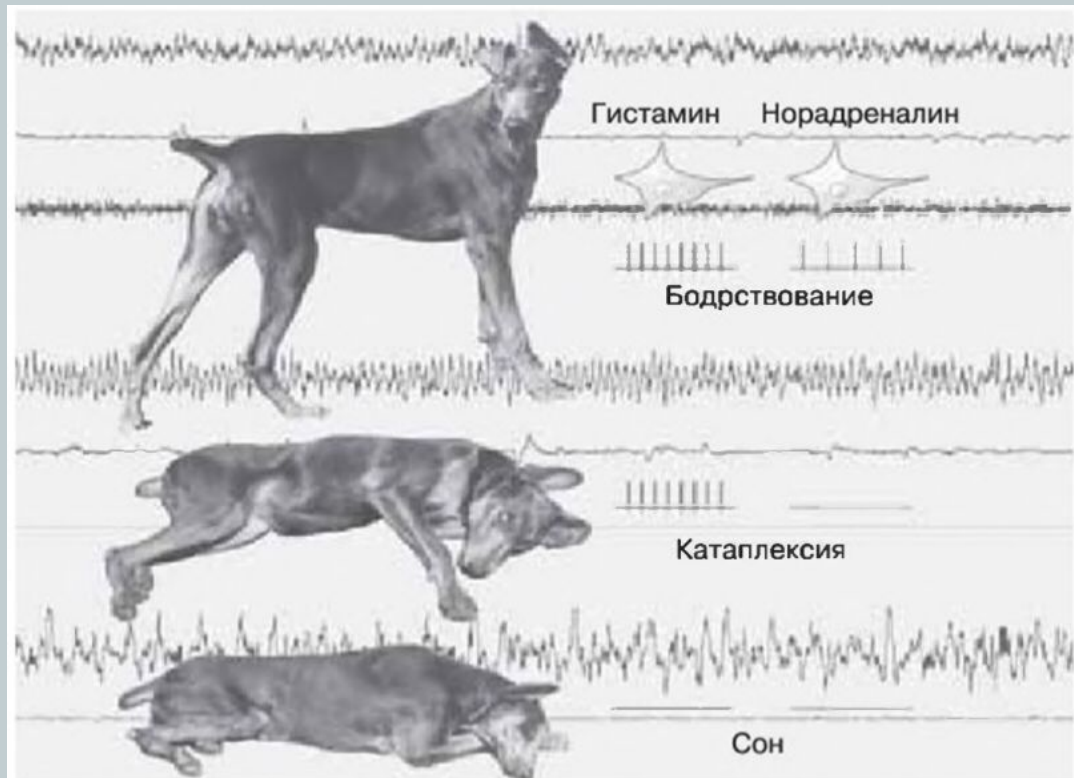 Гистамин Норадреналин
Бодрствование
Катаплексия
Сон